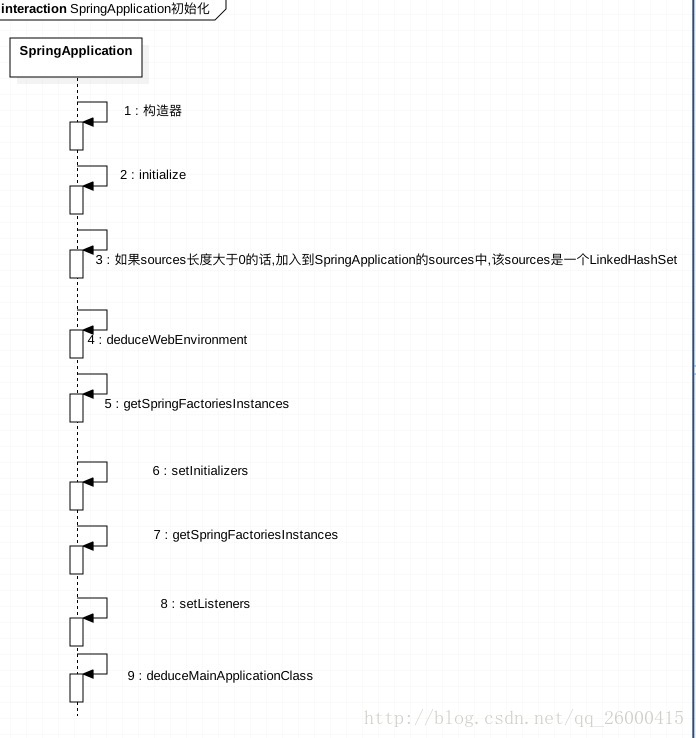 interaction SpringApplication初始化
SpringApplication
1 : 构造器
2 : initialize
3 : 如果sources长度大于0的话,加入到SpringApplication的sources中,该sources是一个LinkedHashSet
4 : deduceWebEnvironment
5 : getSpringFactoriesInstances
6 : setInitializers
7 : getSpringFactoriesInstances
8 : setListeners
9 : deduceMainApplicationClass
http://blog.csdn.net/qq_26000415